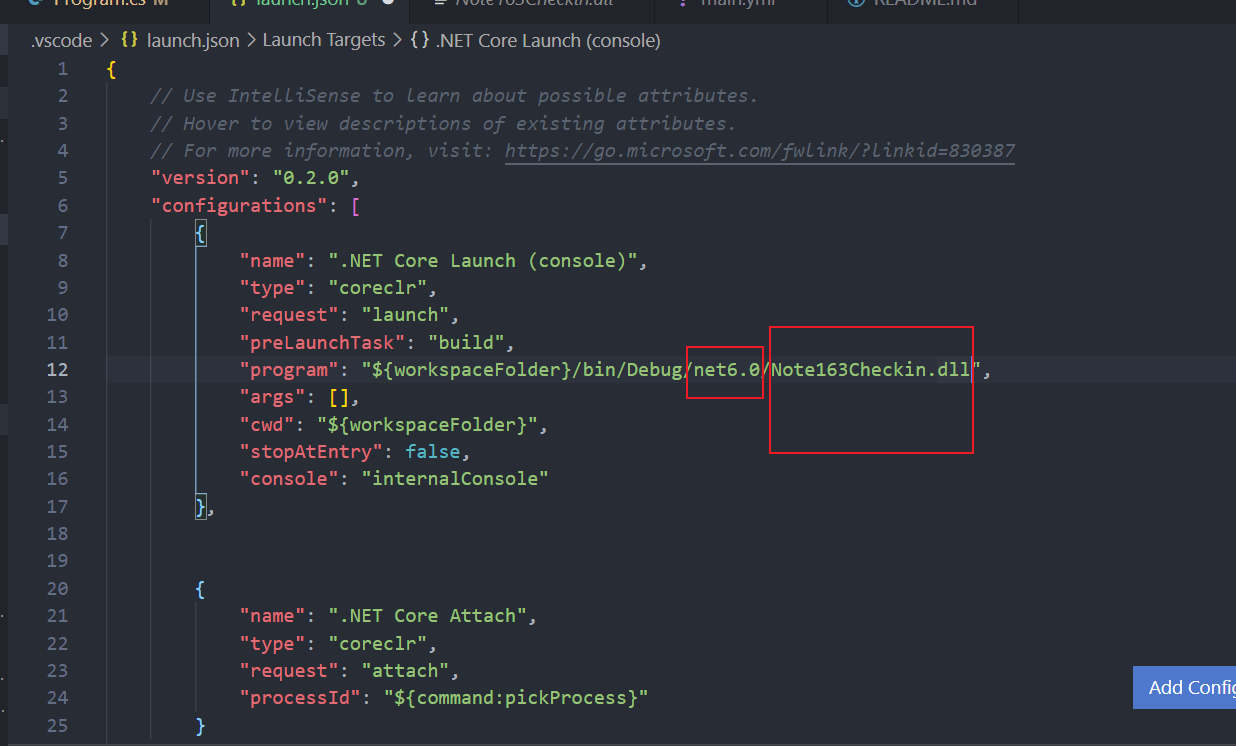 Program.cs M launch.json U Note163Checkin.dll main.yml README.md
.vscode > {} launch.json > Launch Targets > {} .NET Core Launch (console)
1 {
2 // Use IntelliSense to learn about possible attributes.
3 // Hover to view descriptions of existing attributes.
4 // For more information, visit: https://go.microsoft.com/fwlink/?linkid=830387
5 "version": "0.2.0",
6 "configurations": [
7 {
8 "name": ".NET Core Launch (console)",
9 "type": "coreclr",
10 "request": "launch",
11 "preLaunchTask": "build",
12 "program": "${workspaceFolder}/bin/Debug/net6.0/Note163Checkin.dll",
13 "args": [],
14 "cwd": "${workspaceFolder}",
15 "stopAtEntry": false,
16 "console": "internalConsole"
17 },
18
19
20 {
21 "name": ".NET Core Attach",
22 "type": "coreclr",
23 "request": "attach",
24 "processId": "${command:pickProcess}"
25 }
Add Config